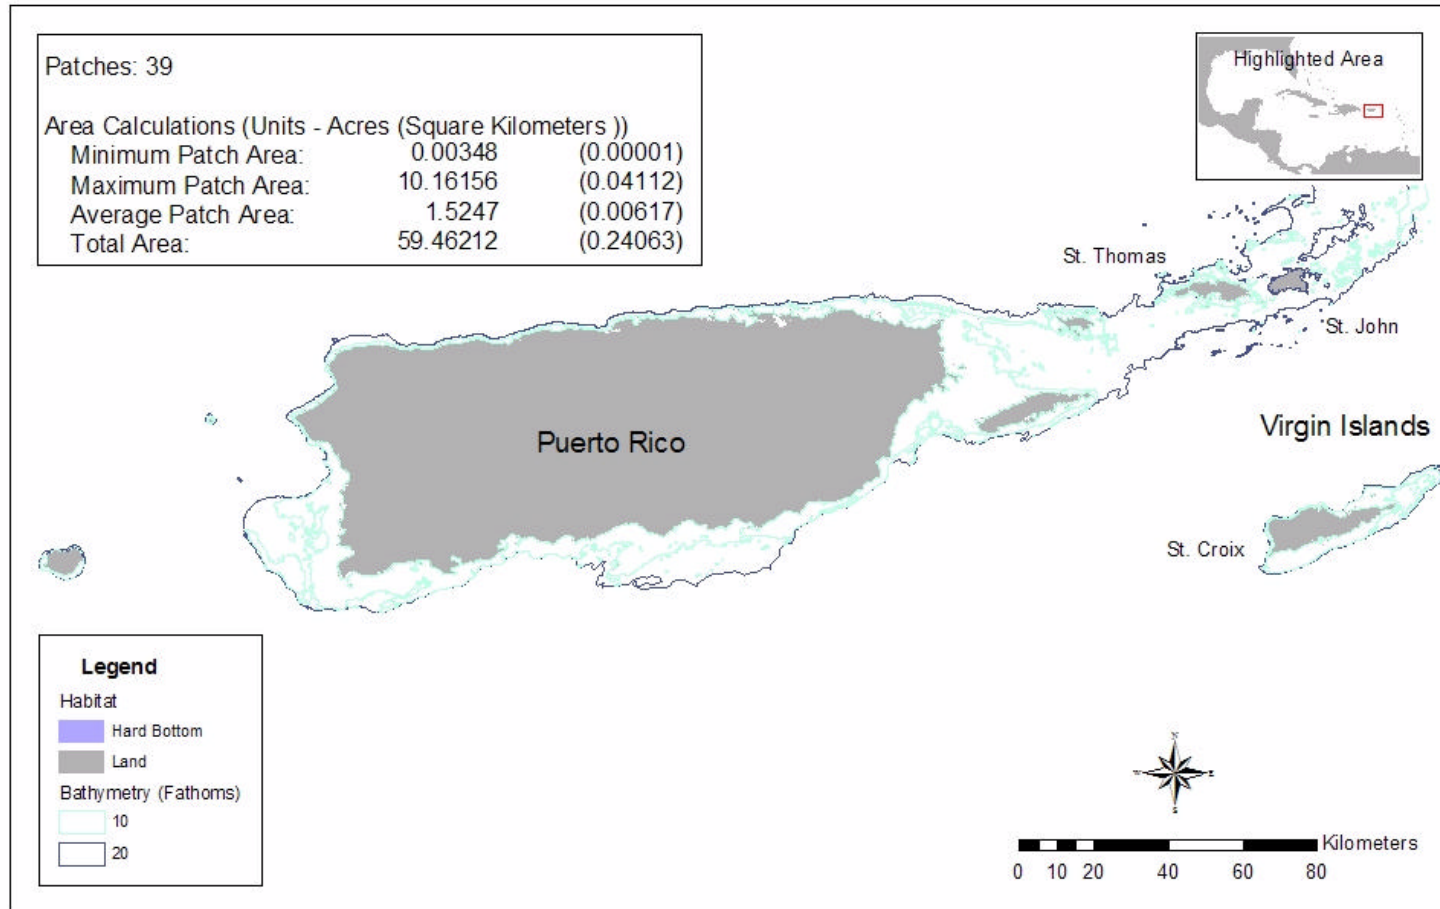 Patches: 39
Area Calculations (Units - Acres (Square Kilometers ))
Minimum Patch Area: 0.00348 (0.00001)
Maximum Patch Area: 10.16156 (0.04112)
Average Patch Area: 1.5247 (0.00617)
Total Area: 59.46212 (0.24063)
Highlighted Area
St. Thomas
St. John
Puerto Rico
Virgin Islands
St. Croix
Legend
Habitat
Hard Bottom
Land
Bathymetry (Fathoms)
10
20
N
W E
S
Kilometers
0 10 20 40 60 80